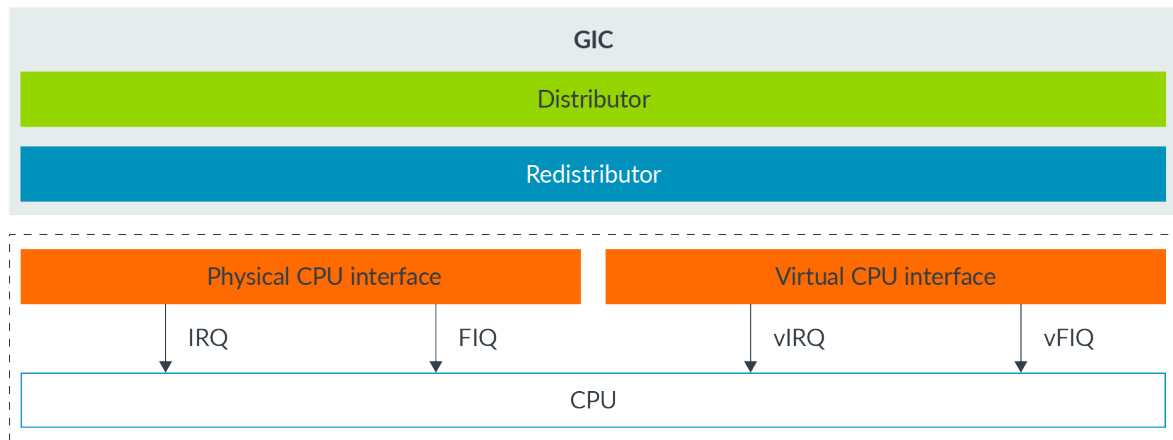 GIC
Distributor
Redistributor
Physical CPU interface
Virtual CPU interface
IRQ
FIQ
vIRQ
vFIQ
CPU